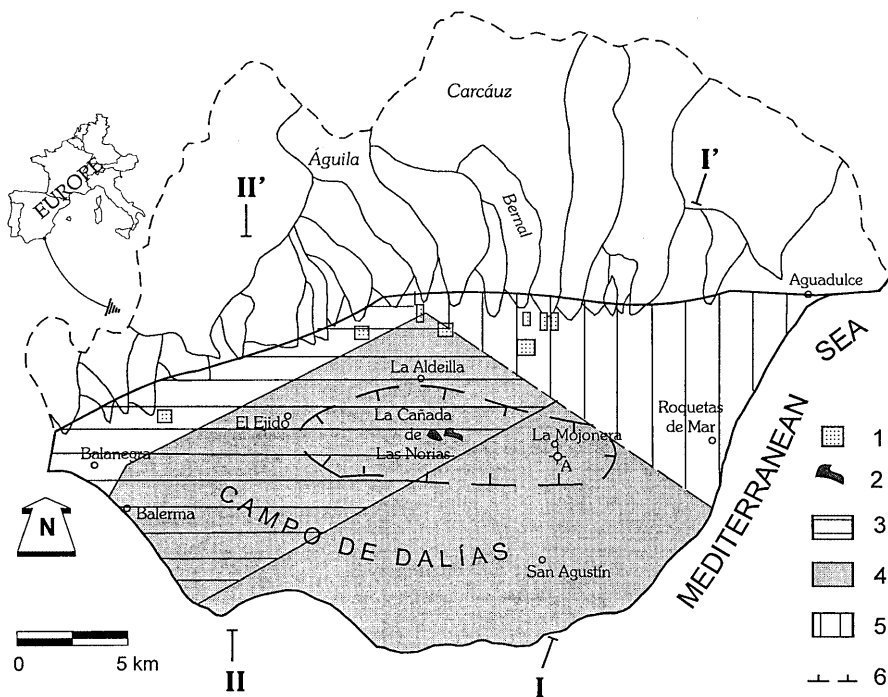 Carcáuz
I'
Águila
II'
EUROPE
Bernal
Aguadulce
SEA
MEDITERRANEAN
La Aldeilla
El Ejido
La Cañada
de
Las Norias
La Mojonera
A
Roquetas
de Mar
Balanegra
Balerma
CAMPO DE DALÍAS
San Agustín
N
0 5 km
II
I
1
2
3
4
5
6